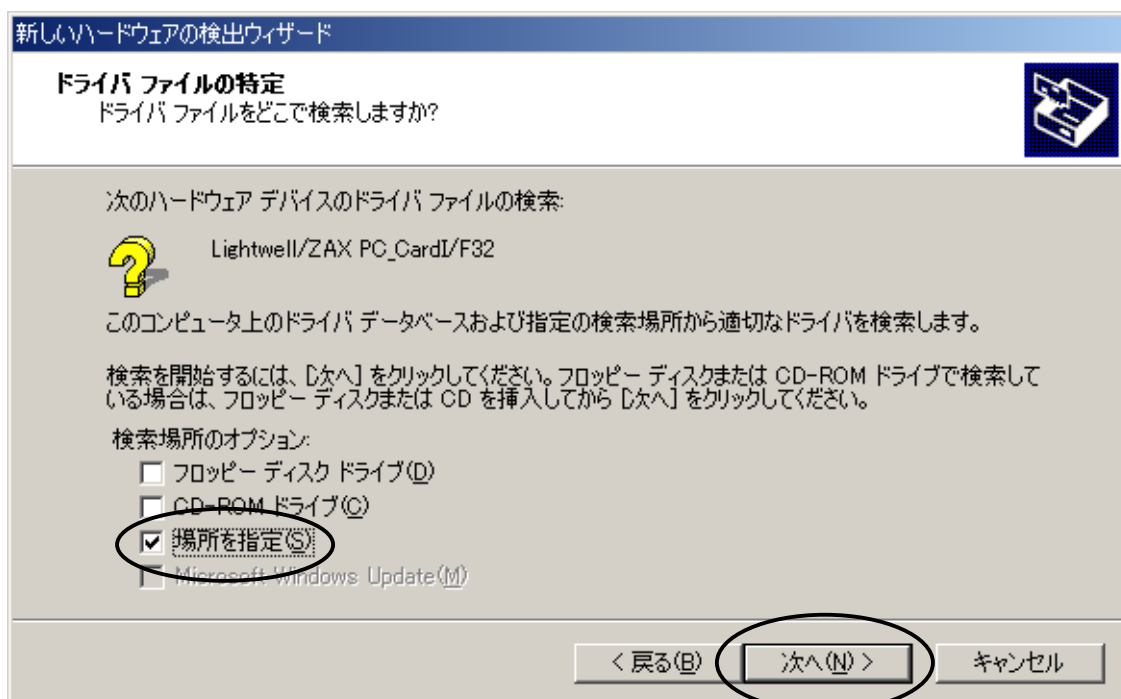 新しいハードウェアの検出ウィザード
ドライバ ファイルの特定
ドライバ ファイルをどこで検索しますか?
次のハードウェア デバイスのドライバ ファイルの検索:
Lightwell/ZAX PC_CardI/F32
このコンピュータ上のドライバ データベースおよび指定の検索場所から適切なドライバを検索します。
検索を開始するには、[次へ] をクリックしてください。フロッピー ディスクまたは CD-ROM ドライブで検索して
いる場合は、フロッピー ディスクまたは CD を挿入してから [次へ] をクリックしてください。
検索場所のオプション:
フロッピー ディスク ドライブ(D)
CD-ROM ドライブ(C)
場所を指定(S)
Microsoft Windows Update(M)
< 戻る(B) 次へ(N) > キャンセル